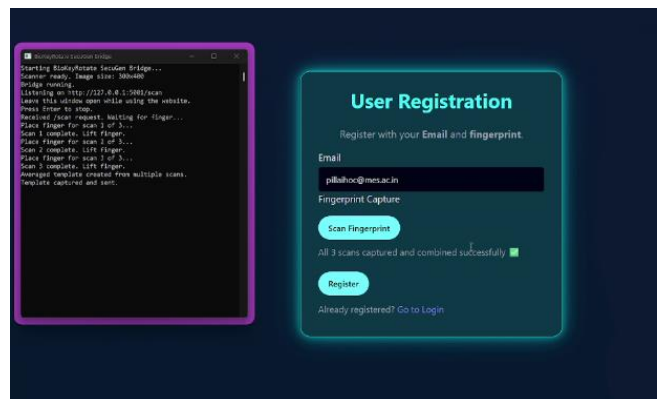 BioKeyRotate SecuGen Bridge
Starting BioKeyRotate SecuGen Bridge...
Scanner ready. Image size: 300x400
Bridge running.
Listening on http://127.0.0.1:5001/scan
Leave this window open while using the website.
Press Enter to stop.
Received /scan request. Waiting for finger...
Place finger for scan 1 of 3...
Scan 1 complete. Lift finger.
Place finger for scan 2 of 3...
Scan 2 complete. Lift finger.
Place finger for scan 3 of 3...
Scan 3 complete. Lift finger.
Averaged template created from multiple scans.
Template captured and sent.
User Registration
Register with your Email and fingerprint.
Email
pillaihoc@mes.ac.in
Fingerprint Capture
Scan Fingerprint
All 3 scans captured and combined successfully ✅
Register
Already registered? Go to Login